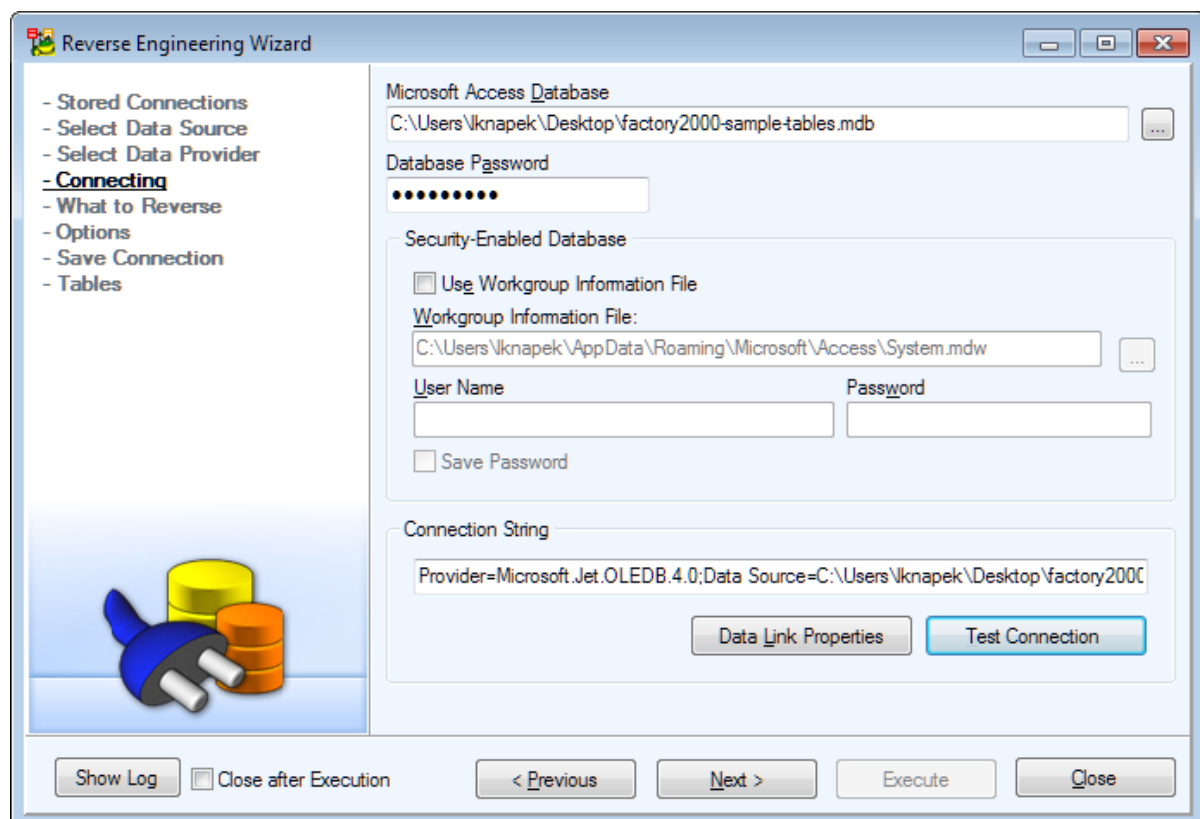 Reverse Engineering Wizard
- Stored Connections
- Select Data Source
- Select Data Provider
- Connecting
- What to Reverse
- Options
- Save Connection
- Tables
Microsoft Access Database
C:\Users\lknapek\Desktop\factory2000-sample-tables.mdb
...
Database Password
•••••••••
Security-Enabled Database
Use Workgroup Information File
Workgroup Information File:
C:\Users\lknapek\AppData\Roaming\Microsoft\Access\System.mdw
...
User Name Password
Save Password
Connection String
Provider=Microsoft.Jet.OLEDB.4.0;Data Source=C:\Users\lknapek\Desktop\factory2000
Data Link Properties Test Connection
Show Log Close after Execution < Previous Next > Execute Close